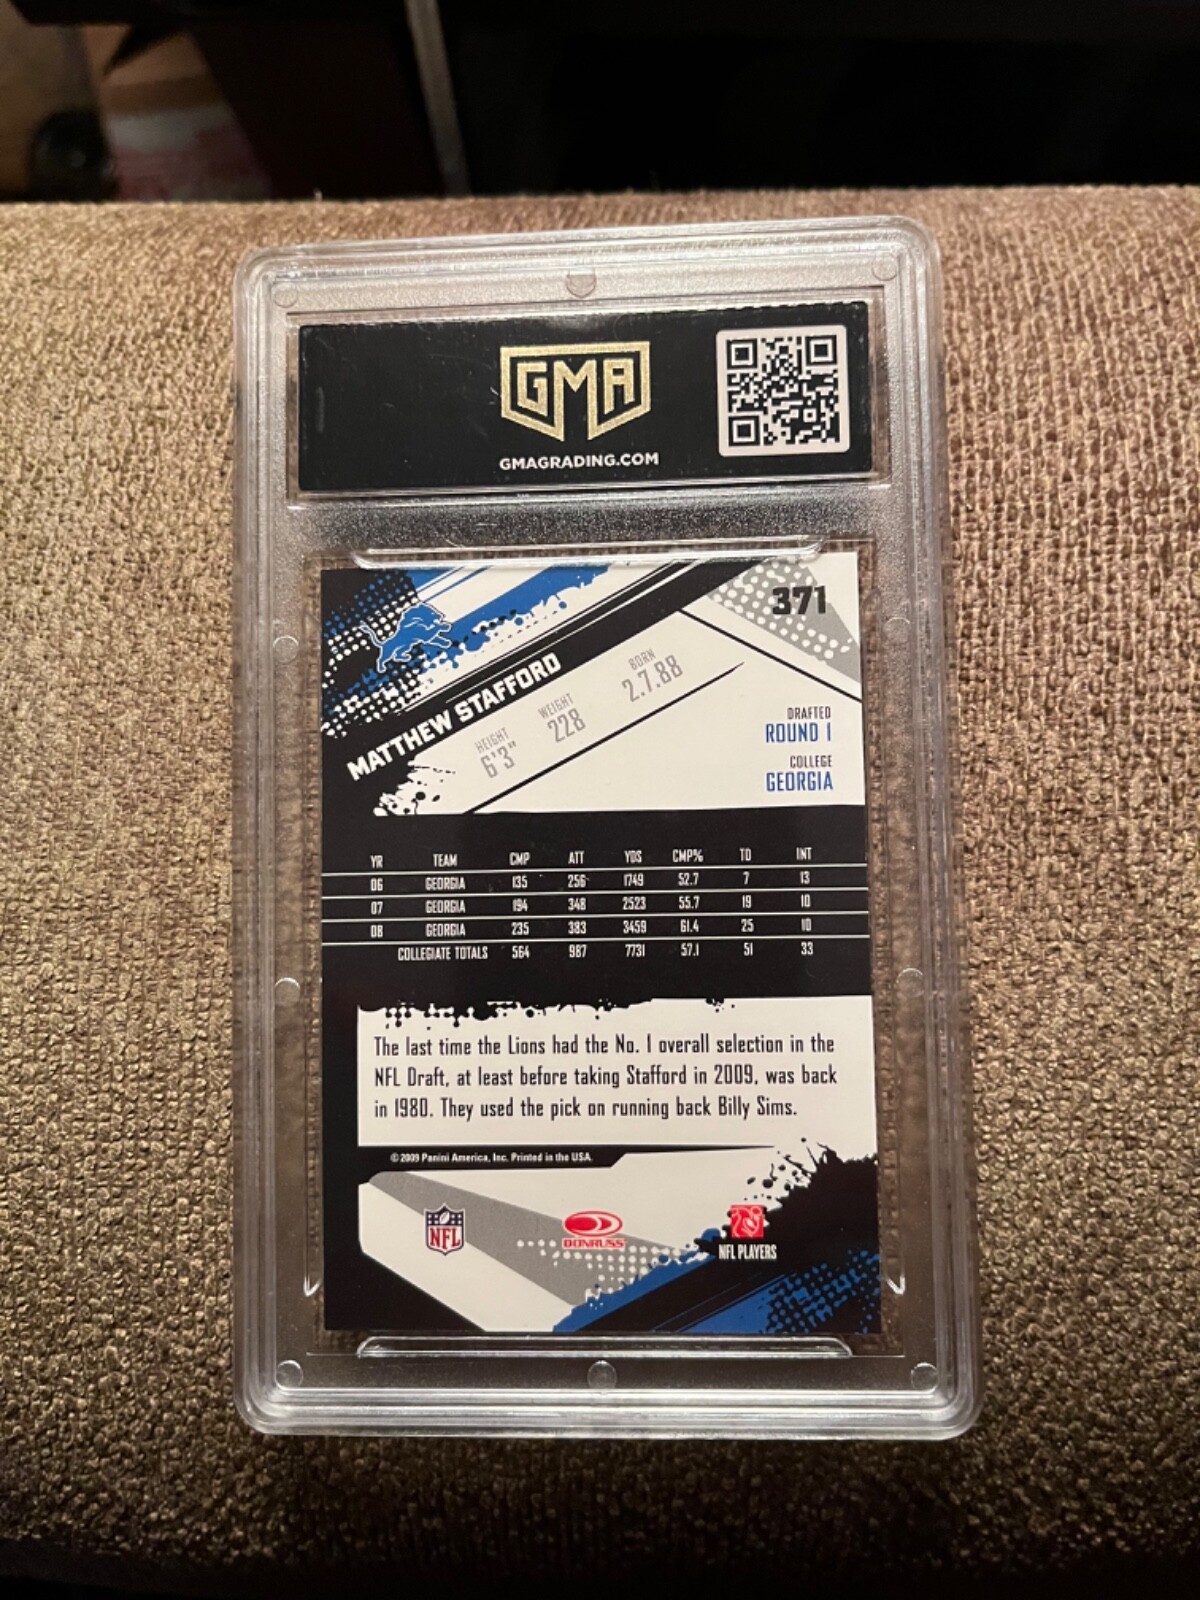 GMA
GMAGRADING.COM
371
MATTHEW STAFFORD
HEIGHT
6'3"
WEIGHT
228
BORN
2.7.88
DRAFTED
ROUND 1
COLLEGE
GEORGIA
YR TEAM CMP ATT YDS CMP% TD INT
06 GEORGIA 135 256 1749 52.7 7 13
07 GEORGIA 194 348 2523 55.7 19 10
08 GEORGIA 235 383 3459 61.4 25 10
COLLEGIATE TOTALS 564 987 7731 57.1 51 33
The last time the Lions had the No. 1 overall selection in the
NFL Draft, at least before taking Stafford in 2009, was back
in 1980. They used the pick on running back Billy Sims.
© 2009 Panini America, Inc. Printed in the USA.
NFL
DONRUSS
NFL PLAYERS